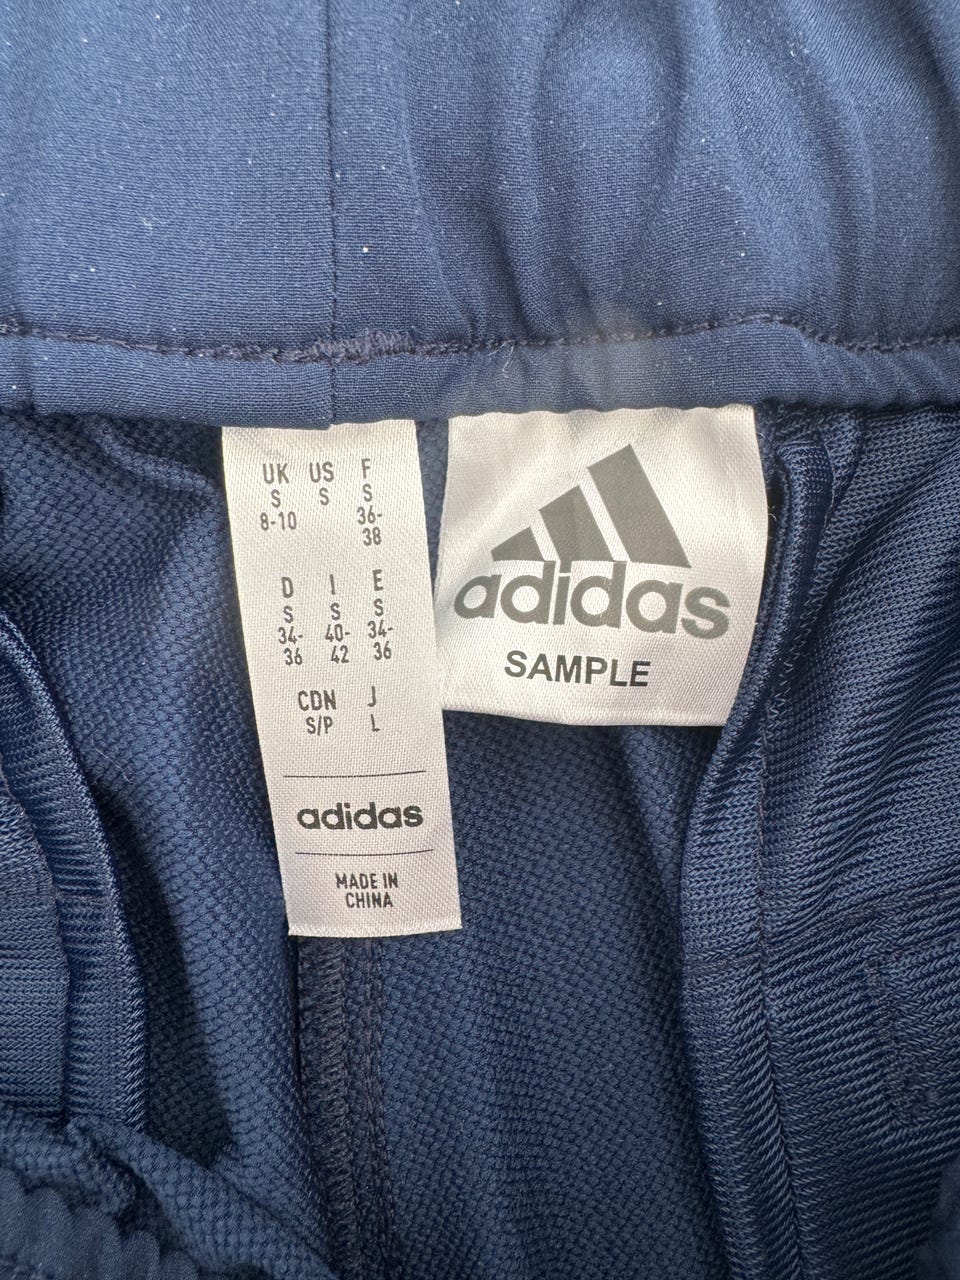 UK US F
S S S
8-10 36-
38
D I E
S S S
34- 40- 34-
36 42 36
CDN J
S/P L
adidas
MADE IN
CHINA
adidas
SAMPLE